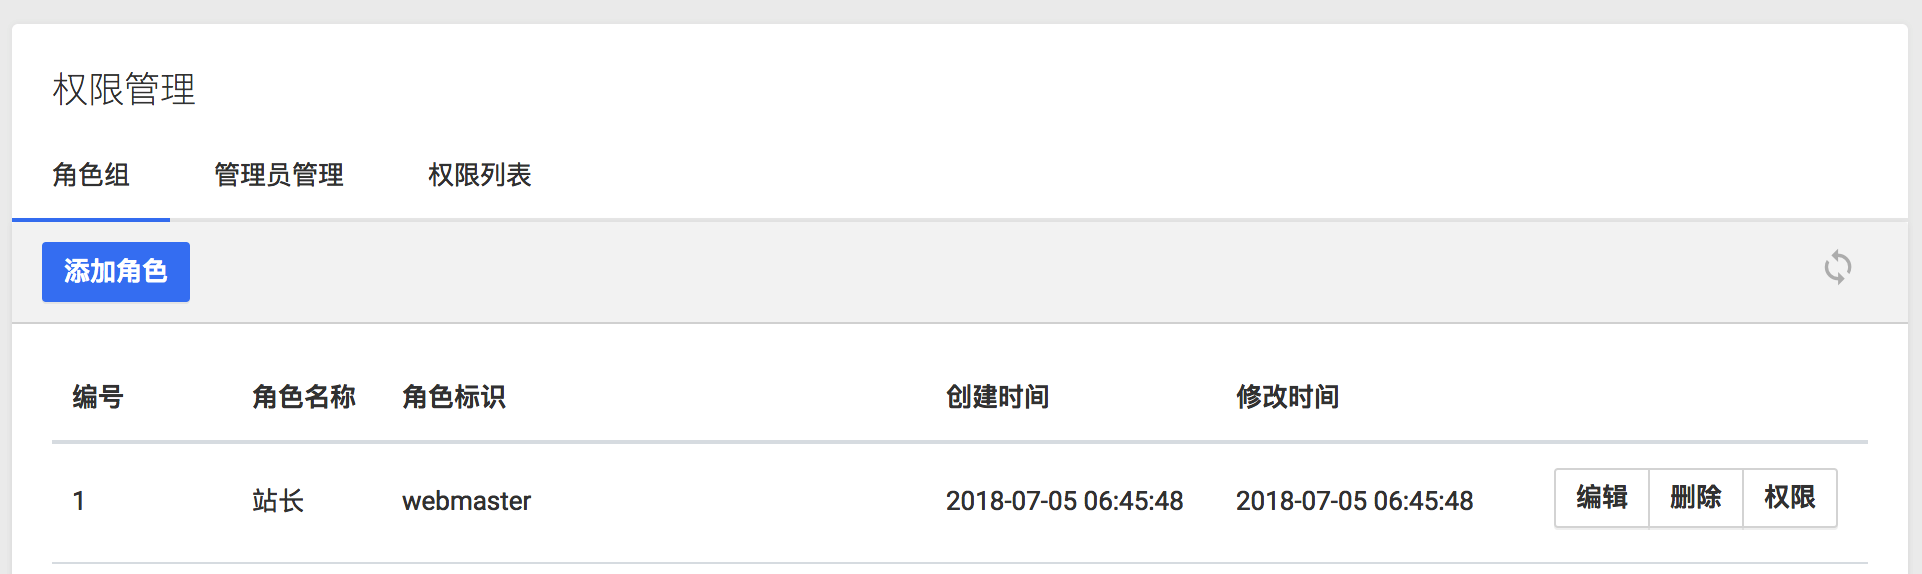 权限管理
角色组 管理员管理 权限列表
添加角色
编号 角色名称 角色标识 创建时间 修改时间
1 站长 webmaster 2018-07-05 06:45:48 2018-07-05 06:45:48 编辑 删除 权限